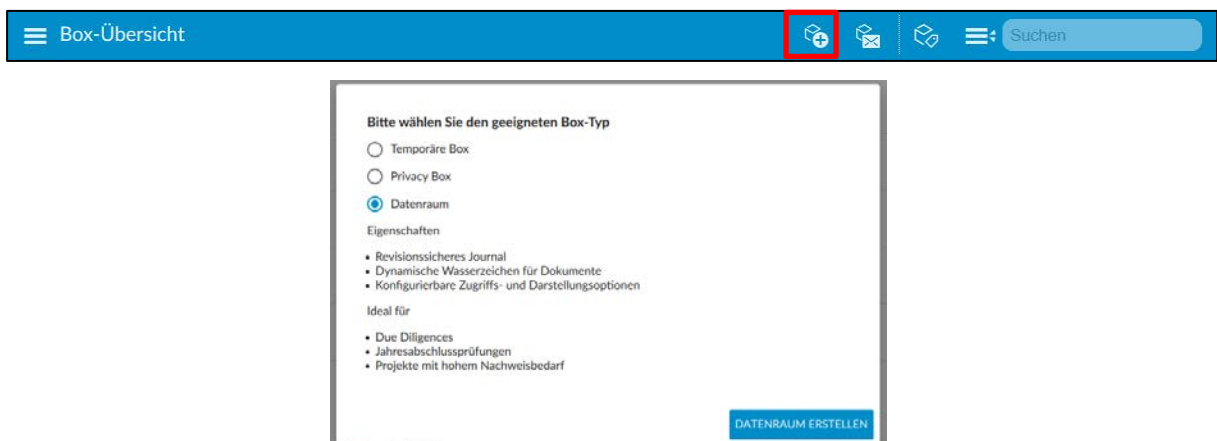 Box-Übersicht
Suchen
Bitte wählen Sie den geeigneten Box-Typ
Temporäre Box
Privacy Box
Datenraum
Eigenschaften
• Revisionssicheres Journal
• Dynamische Wasserzeichen für Dokumente
• Konfigurierbare Zugriffs- und Darstellungsoptionen
Ideal für
• Due Diligences
• Jahresabschlussprüfungen
• Projekte mit hohem Nachweisbedarf
DATENRAUM ERSTELLEN